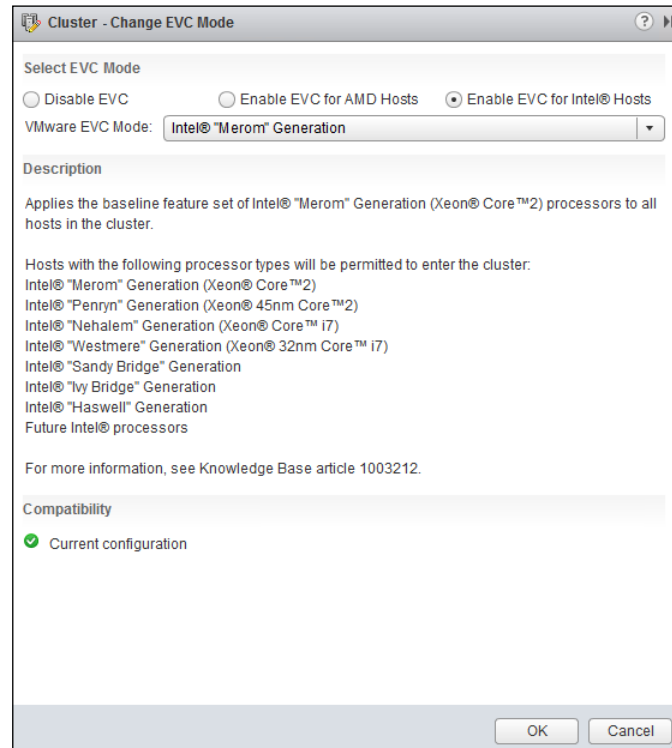 Cluster - Change EVC Mode
?
Select EVC Mode
Disable EVC Enable EVC for AMD Hosts Enable EVC for Intel® Hosts
VMware EVC Mode: Intel® "Merom" Generation
Description
Applies the baseline feature set of Intel® "Merom" Generation (Xeon® Core™2) processors to all
hosts in the cluster.
Hosts with the following processor types will be permitted to enter the cluster:
Intel® "Merom" Generation (Xeon® Core™2)
Intel® "Penryn" Generation (Xeon® 45nm Core™2)
Intel® "Nehalem" Generation (Xeon® Core™ i7)
Intel® "Westmere" Generation (Xeon® 32nm Core™ i7)
Intel® "Sandy Bridge" Generation
Intel® "Ivy Bridge" Generation
Intel® "Haswell" Generation
Future Intel® processors
For more information, see Knowledge Base article 1003212.
Compatibility
Current configuration
OK Cancel